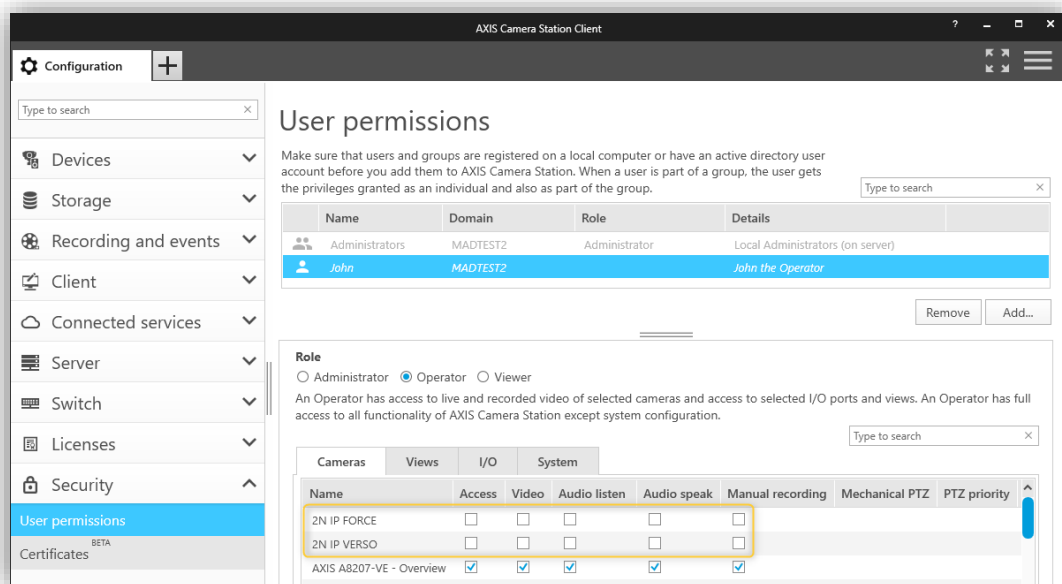 AXIS Camera Station Client
?
Configuration
Type to search
Devices
Storage
Recording and events
Client
Connected services
Server
Switch
Licenses
Security
User permissions
Certificates BETA
User permissions
Make sure that users and groups are registered on a local computer or have an active directory user
account before you add them to AXIS Camera Station. When a user is part of a group, the user gets
the privileges granted as an individual and also as part of the group.
Type to search
Name Domain Role Details
Administrators MADTEST2 Administrator Local Administrators (on server)
John MADTEST2 John the Operator
Remove Add...
Role
Administrator Operator Viewer
An Operator has access to live and recorded video of selected cameras and access to selected I/O ports and views. An Operator has full
access to all functionality of AXIS Camera Station except system configuration.
Type to search
Cameras Views I/O System
Name Access Video Audio listen Audio speak Manual recording Mechanical PTZ PTZ priority
2N IP FORCE
2N IP VERSO
AXIS A8207-VE - Overview